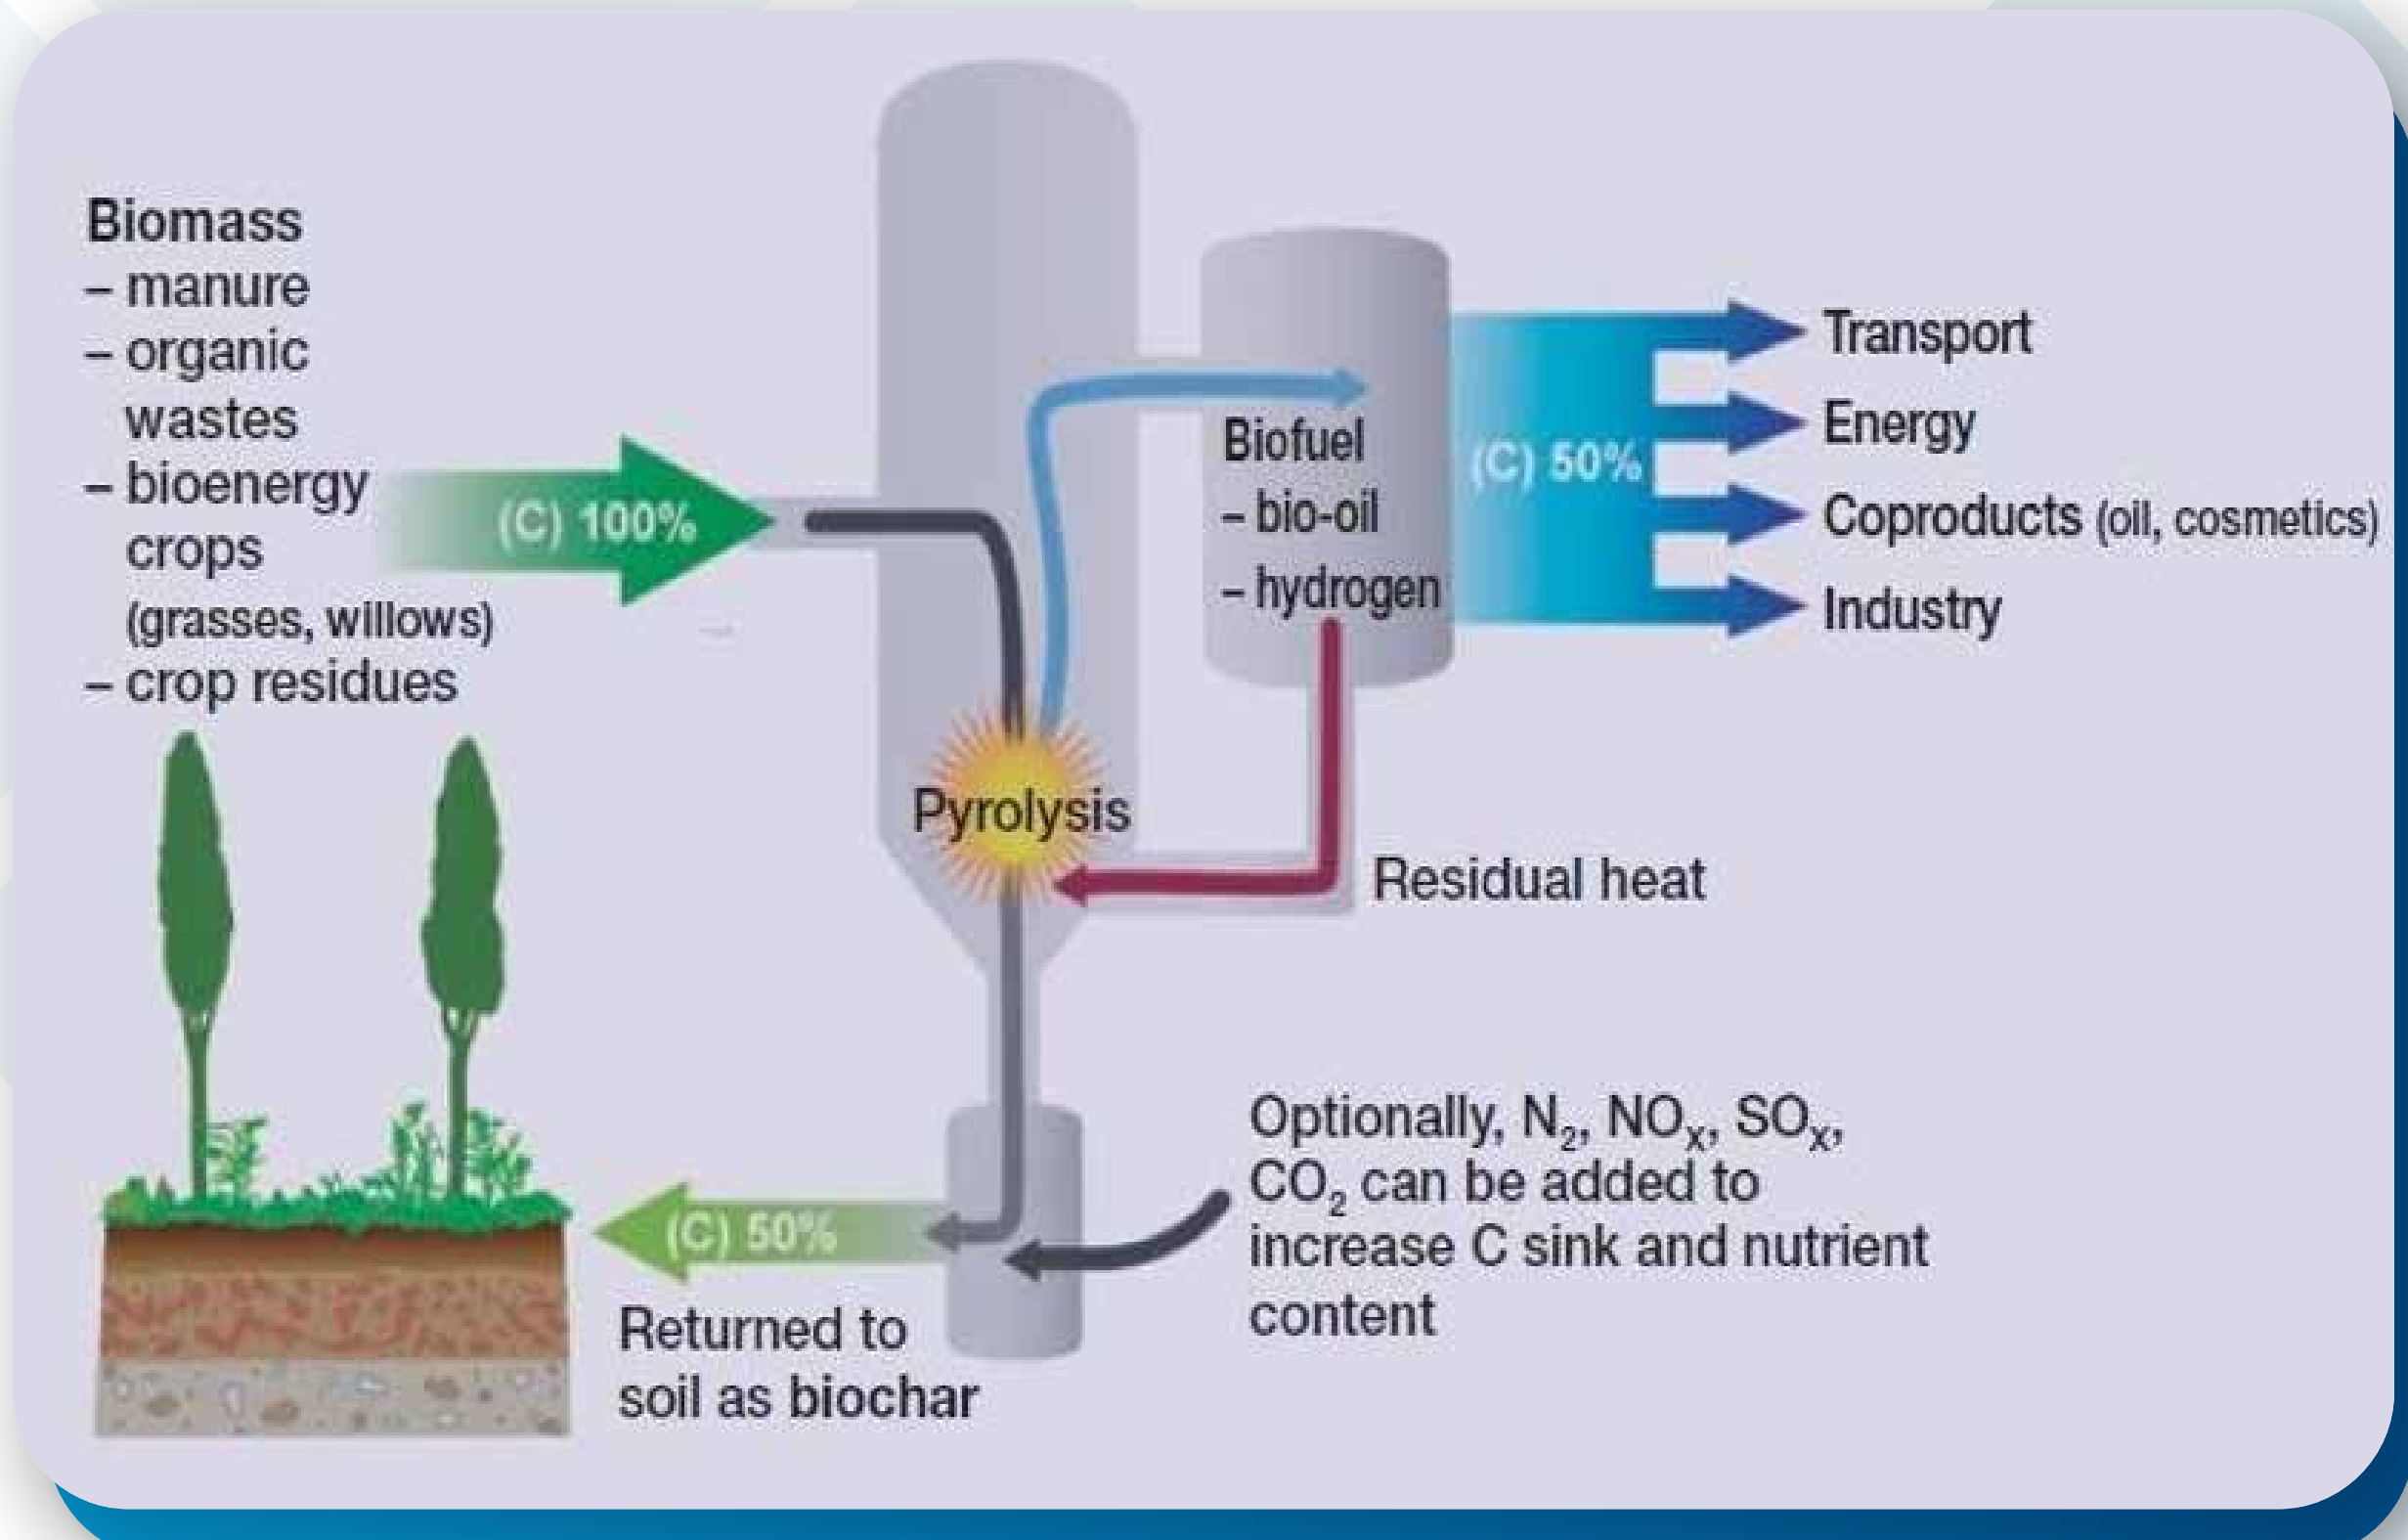 Biomass
– manure
– organic
wastes
– bioenergy
crops
(grasses, willows)
– crop residues
(C) 100%
Biofuel
– bio-oil
– hydrogen
(C) 50%
Transport
Energy
Coproducts (oil, cosmetics)
Industry
Pyrolysis
Residual heat
Optionally, N₂, NOₓ, SOₓ,
CO₂ can be added to
increase C sink and nutrient
content
(C) 50%
Returned to
soil as biochar